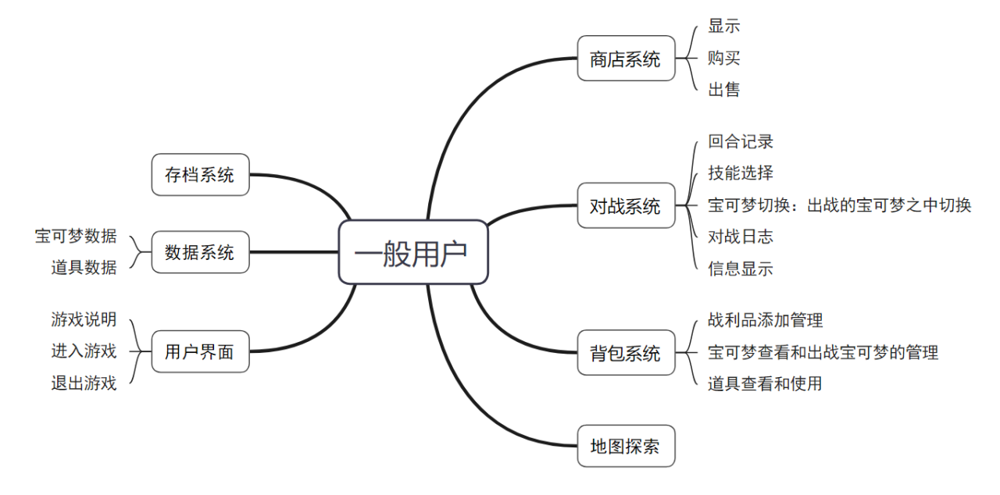 一般用户
商店系统
显示
购买
出售
对战系统
回合记录
技能选择
宝可梦切换：出战的宝可梦之中切换
对战日志
信息显示
背包系统
战利品添加管理
宝可梦查看和出战宝可梦的管理
道具查看和使用
地图探索
存档系统
数据系统
宝可梦数据
道具数据
用户界面
游戏说明
进入游戏
退出游戏